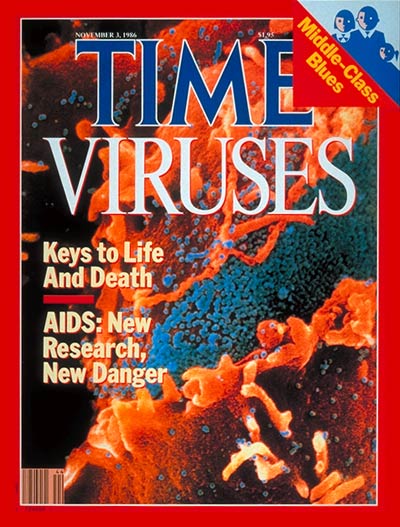 NOVEMBER 3, 1986
$1.95
TIME
Middle-Class
Blues
VIRUSES
Keys to Life
And Death
AIDS: New
Research,
New Danger